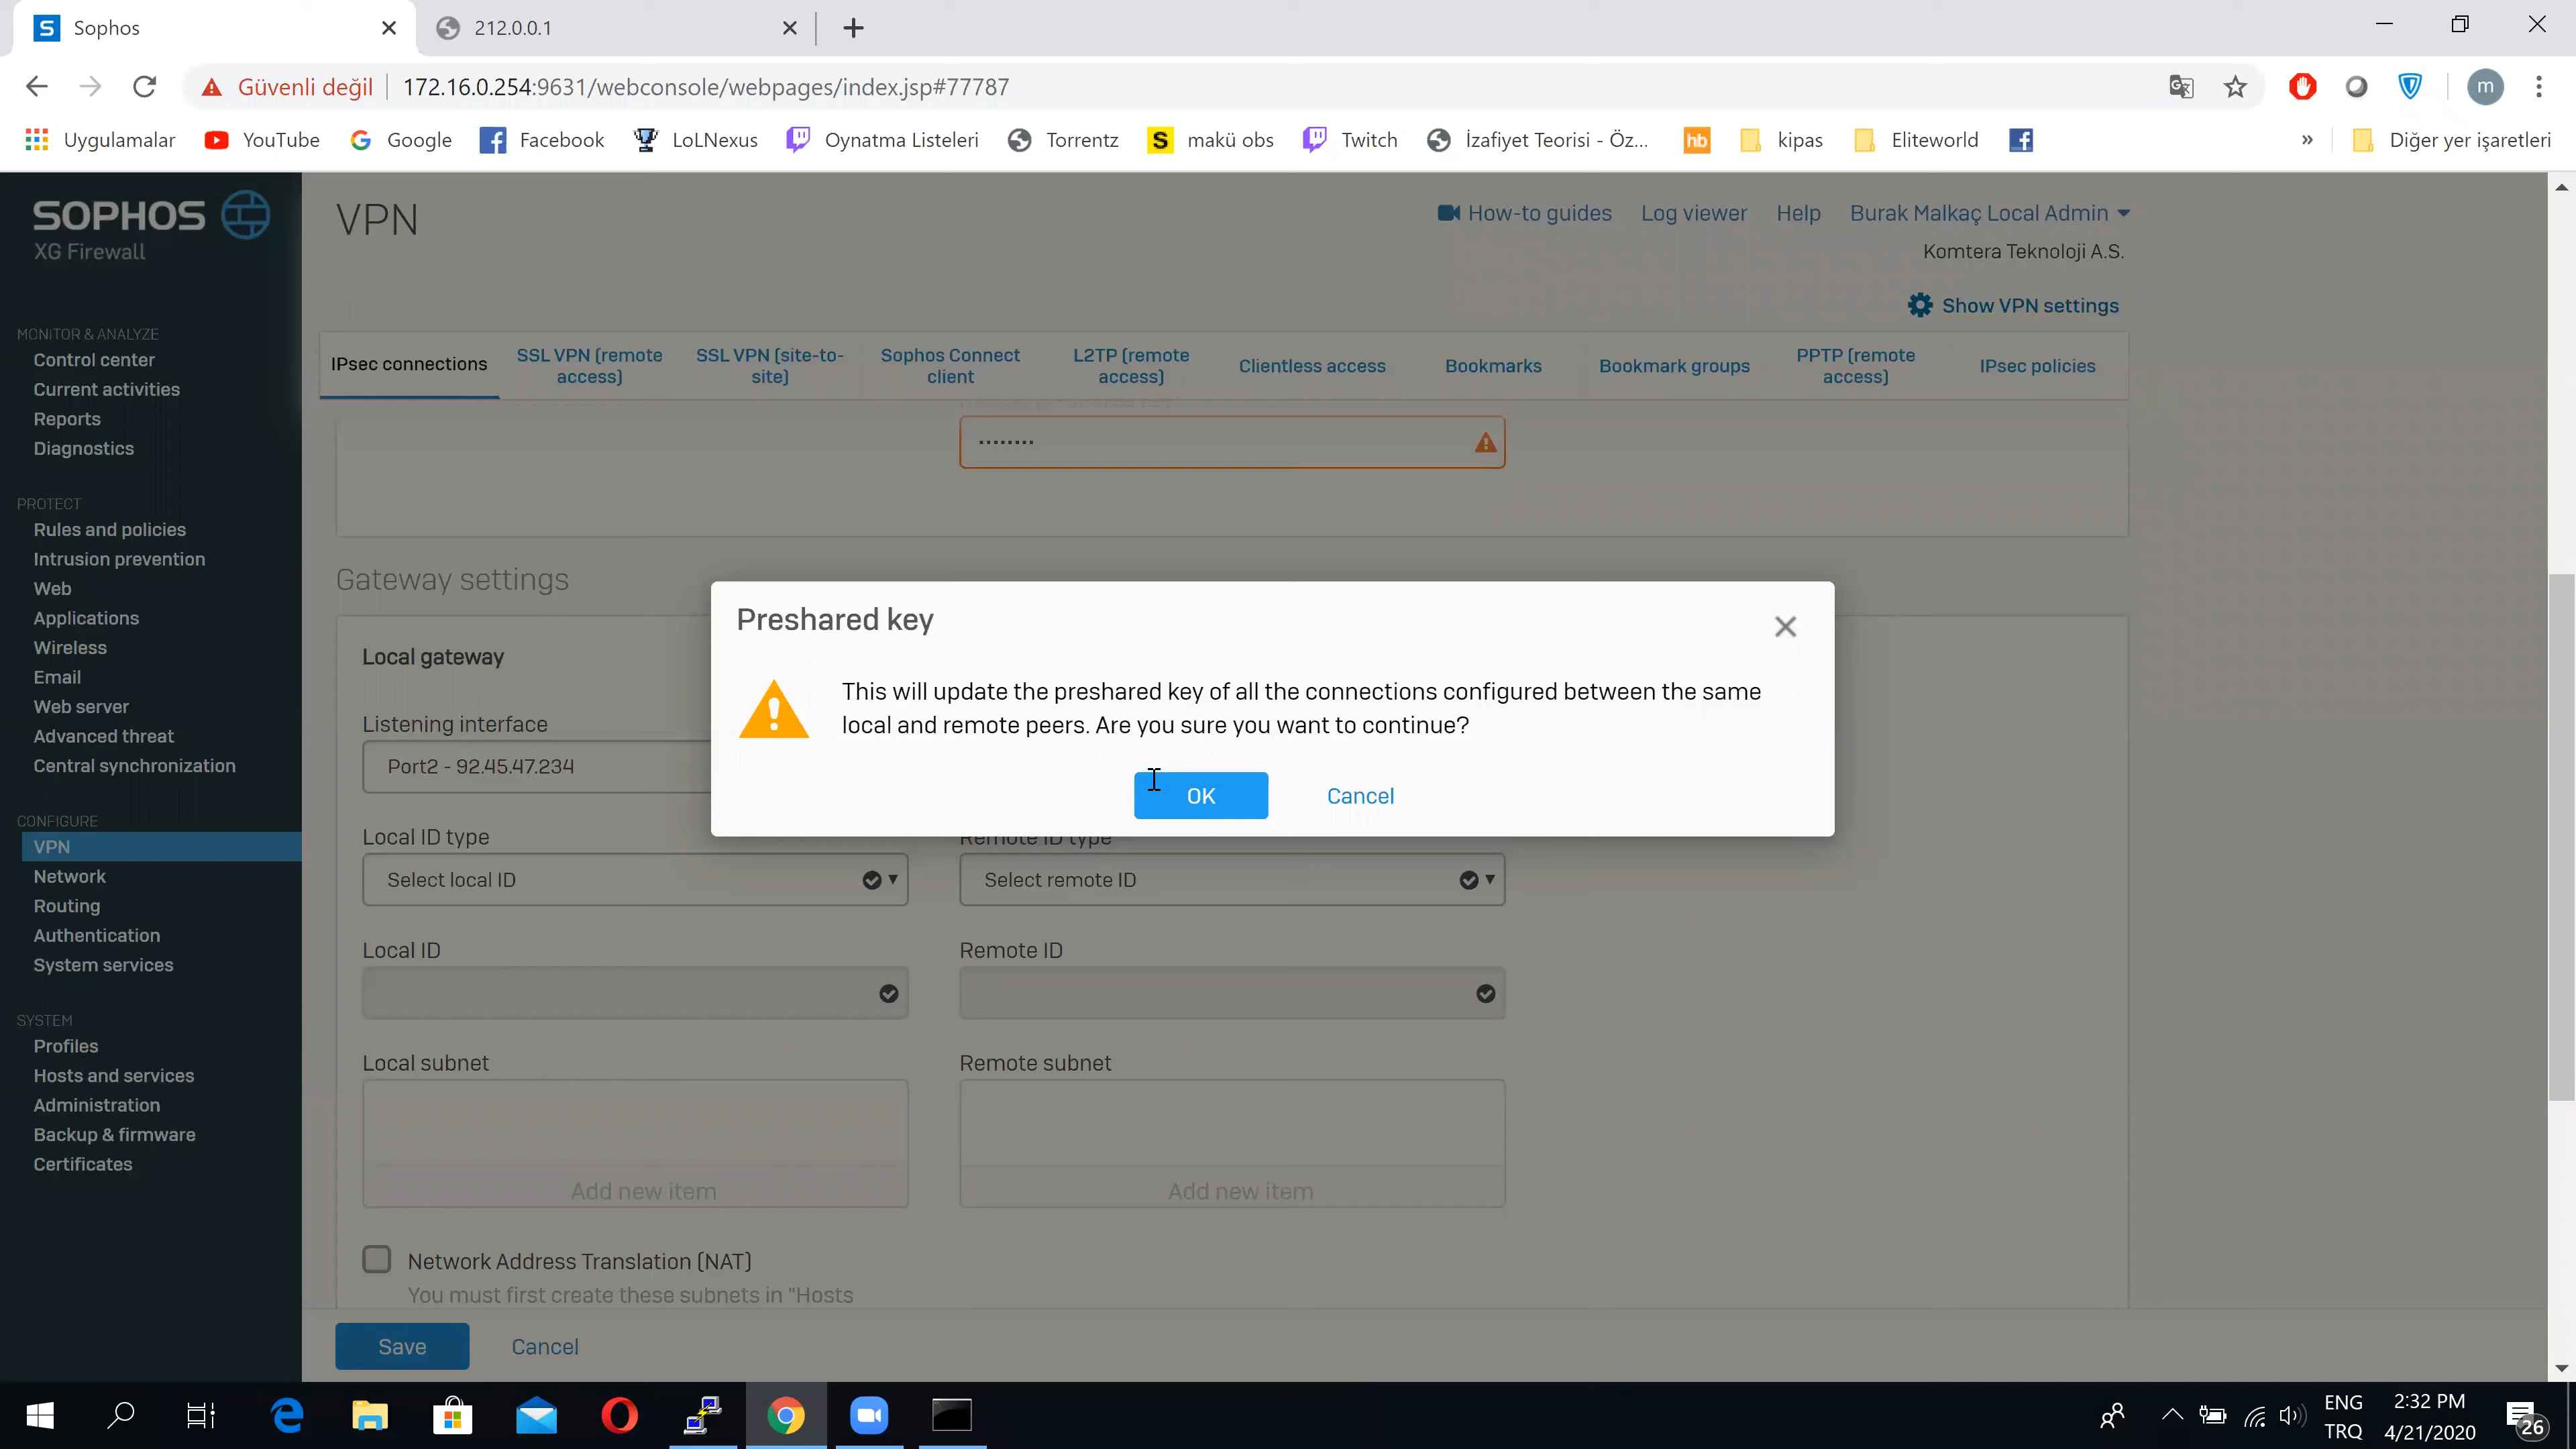 S Sophos
212.0.0.1
Güvenli değil
172.16.0.254:9631/webconsole/webpages/index.jsp#77787
m
Uygulamalar
YouTube
Google
Facebook
LoLNexus
Oynatma Listeleri
Torrentz
S makü obs
Twitch
İzafiyet Teorisi - Öz...
hb
kipas
Eliteworld
»
Diğer yer işaretleri
SOPHOS
XG Firewall
MONITOR & ANALYZE
Control center
Current activities
Reports
Diagnostics
PROTECT
Rules and policies
Intrusion prevention
Web
Applications
Wireless
Email
Web server
Advanced threat
Central synchronization
CONFIGURE
VPN
Network
Routing
Authentication
System services
SYSTEM
Profiles
Hosts and services
Administration
Backup & firmware
Certificates
VPN
How-to guides
Log viewer
Help
Burak Malkaç Local Admin
Komtera Teknoloji A.S.
Show VPN settings
IPsec connections
SSL VPN (remote
access)
SSL VPN (site-to-
site)
Sophos Connect
client
L2TP (remote
access)
Clientless access
Bookmarks
Bookmark groups
PPTP (remote
access)
IPsec policies
••••••••
Gateway settings
Local gateway
Listening interface
Port2 - 92.45.47.234
Preshared key
This will update the preshared key of all the connections configured between the same
local and remote peers. Are you sure you want to continue?
OK
Cancel
Local ID type
Remote ID type
Select local ID
Select remote ID
Local ID
Remote ID
Local subnet
Remote subnet
Add new item
Add new item
Network Address Translation (NAT)
You must first create these subnets in "Hosts
Save
Cancel
ENG
TRQ
2:32 PM
4/21/2020
26